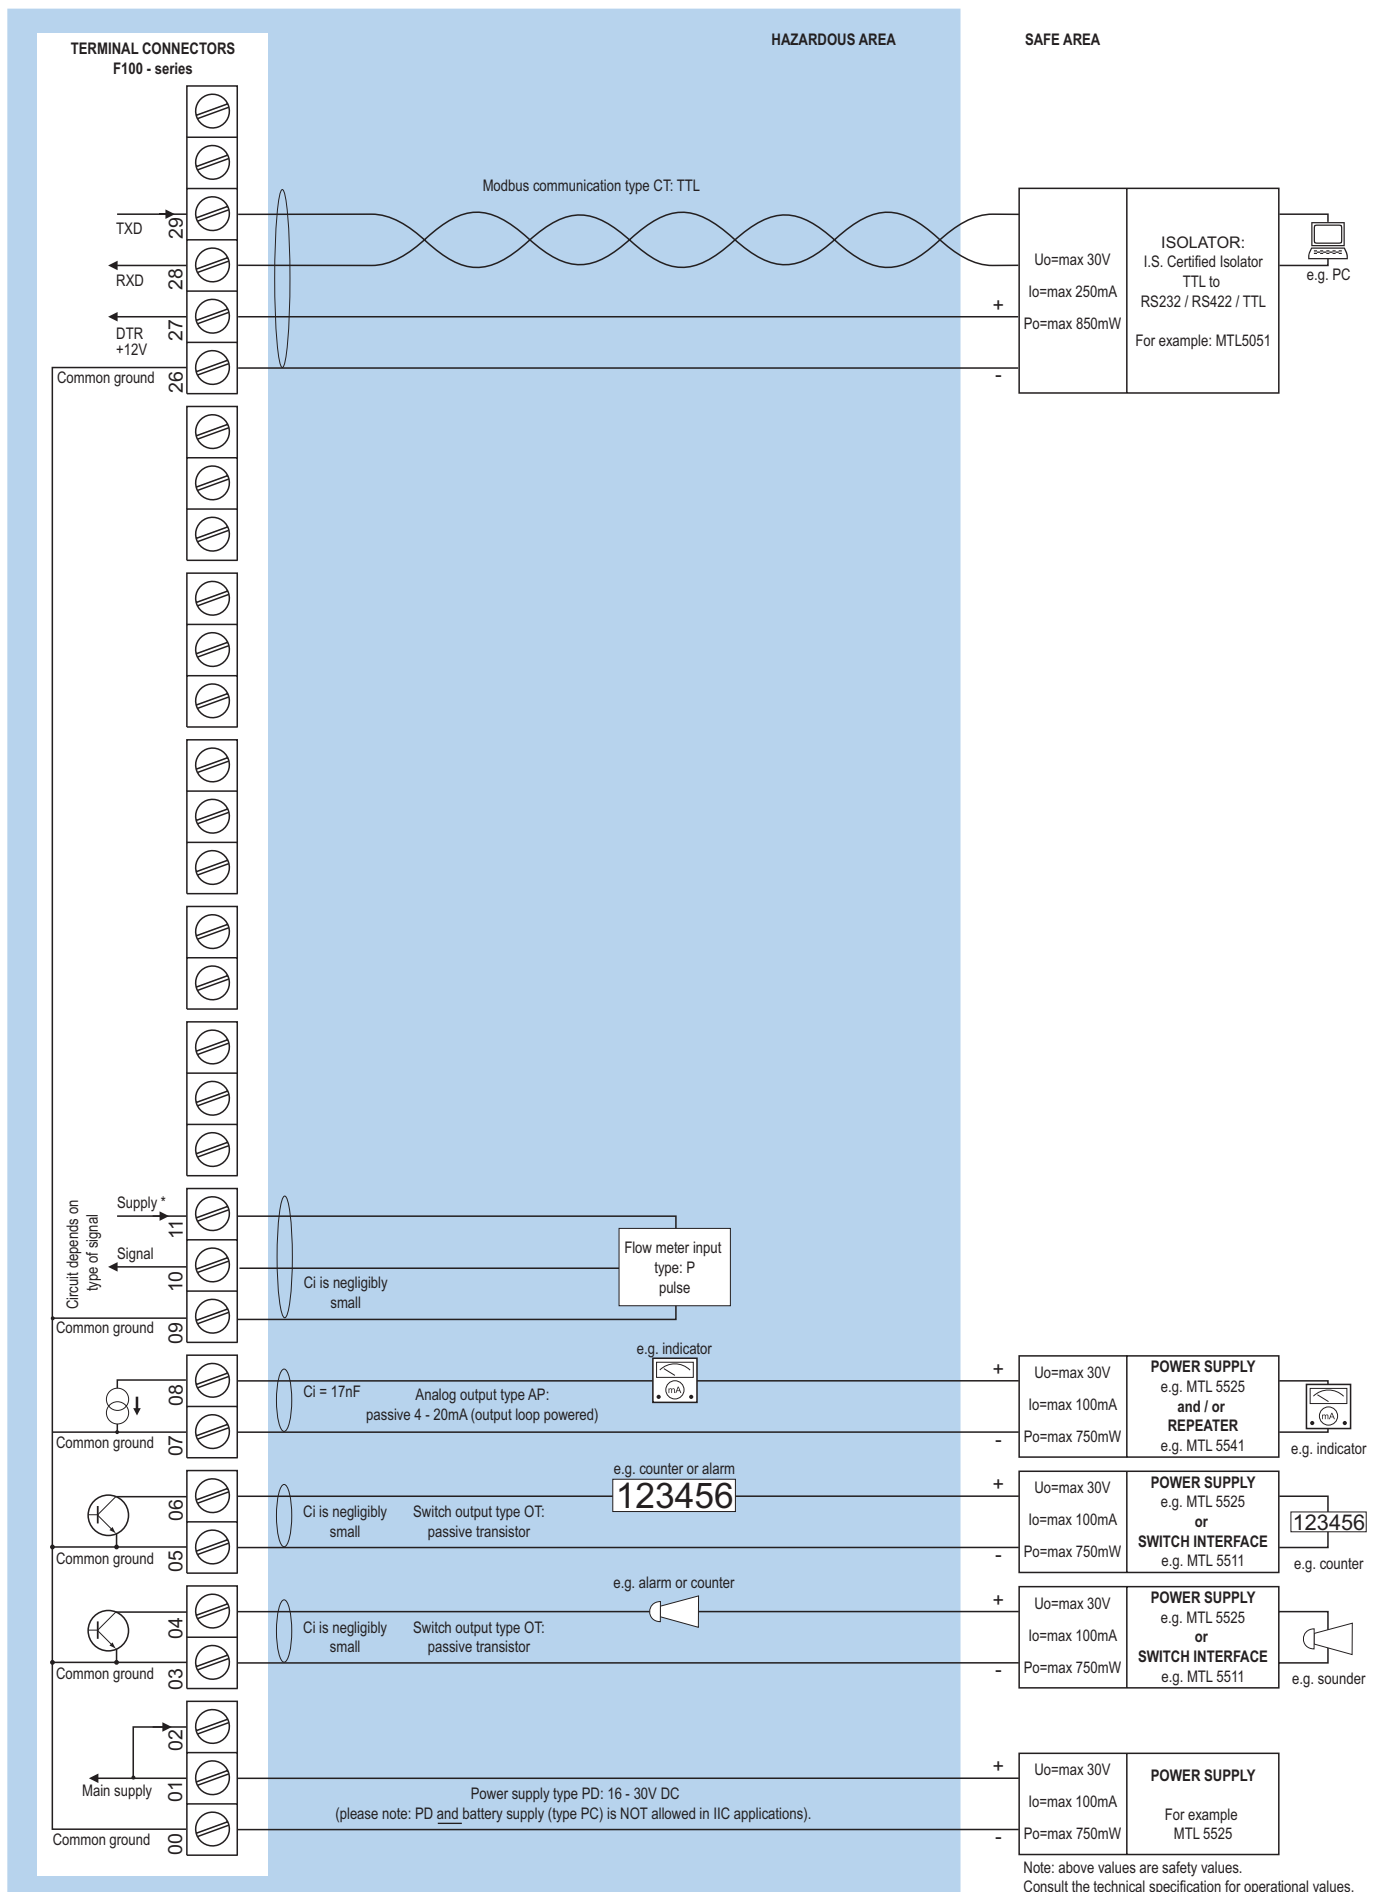 TERMINAL CONNECTORS
F100 - series
HAZARDOUS AREA
SAFE AREA
Modbus communication type CT: TTL
TXD
29
RXD
28
DTR
+12V
27
Common ground
26
+
-
Uo=max 30V
Io=max 250mA
Po=max 850mW
ISOLATOR:
I.S. Certified Isolator
TTL to
RS232 / RS422 / TTL
For example: MTL5051
e.g. PC
Circuit depends on
type of signal
Supply *
11
Signal
10
Common ground
09
Ci is negligibly
small
Flow meter input
type: P
pulse
08
Common ground
07
Ci = 17nF
Analog output type AP:
passive 4 - 20mA (output loop powered)
e.g. indicator
mA
+
-
Uo=max 30V
Io=max 100mA
Po=max 750mW
POWER SUPPLY
e.g. MTL 5525
and / or
REPEATER
e.g. MTL 5541
mA
e.g. indicator
06
Common ground
05
Ci is negligibly
small
Switch output type OT:
passive transistor
e.g. counter or alarm
123456
+
-
Uo=max 30V
Io=max 100mA
Po=max 750mW
POWER SUPPLY
e.g. MTL 5525
or
SWITCH INTERFACE
e.g. MTL 5511
123456
e.g. counter
04
Common ground
03
Ci is negligibly
small
Switch output type OT:
passive transistor
e.g. alarm or counter
+
-
Uo=max 30V
Io=max 100mA
Po=max 750mW
POWER SUPPLY
e.g. MTL 5525
or
SWITCH INTERFACE
e.g. MTL 5511
e.g. sounder
02
Main supply
01
Common ground
00
Power supply type PD: 16 - 30V DC
(please note: PD and battery supply (type PC) is NOT allowed in IIC applications).
+
-
Uo=max 30V
Io=max 100mA
Po=max 750mW
POWER SUPPLY
For example
MTL 5525
Note: above values are safety values.
Consult the technical specification for operational values.